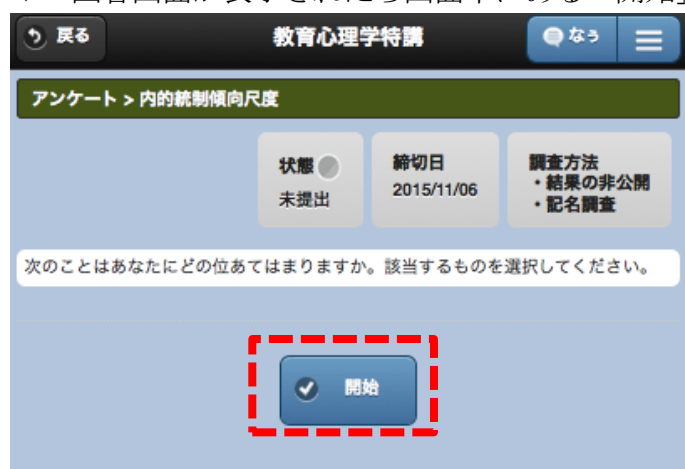 戻る
教育心理学特講
なう
アンケート > 内的統制傾向尺度
状態
未提出
締切日
2015/11/06
調査方法
・結果の非公開
・記名調査
次のことはあなたにどの位あてはまりますか。該当するものを選択してください。
開始